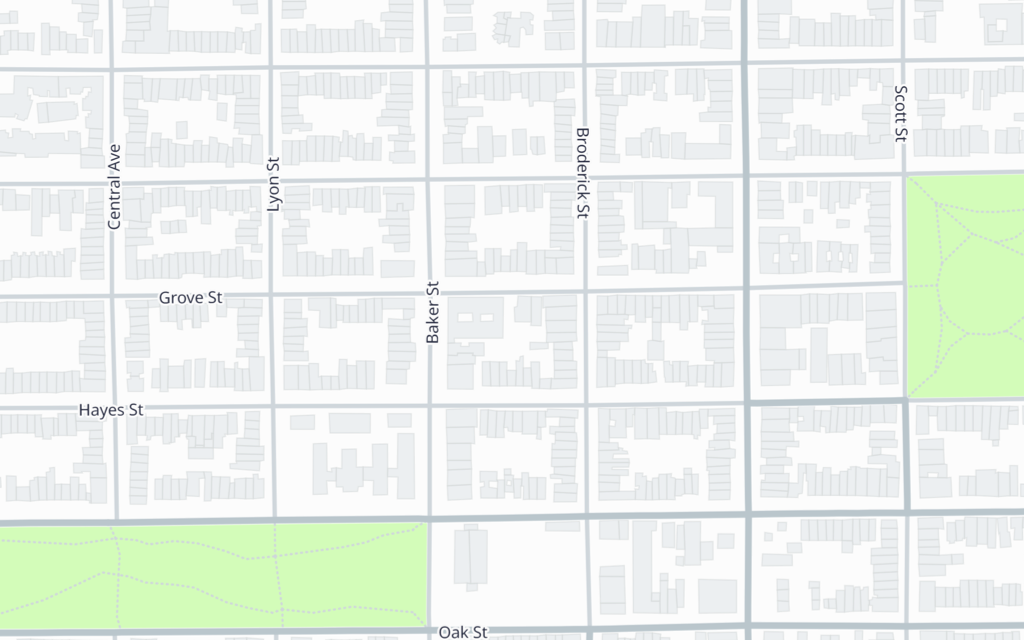 Scott St
Central Ave
Lyon St
Broderick St
Grove St
Baker St
Hayes St
Oak St